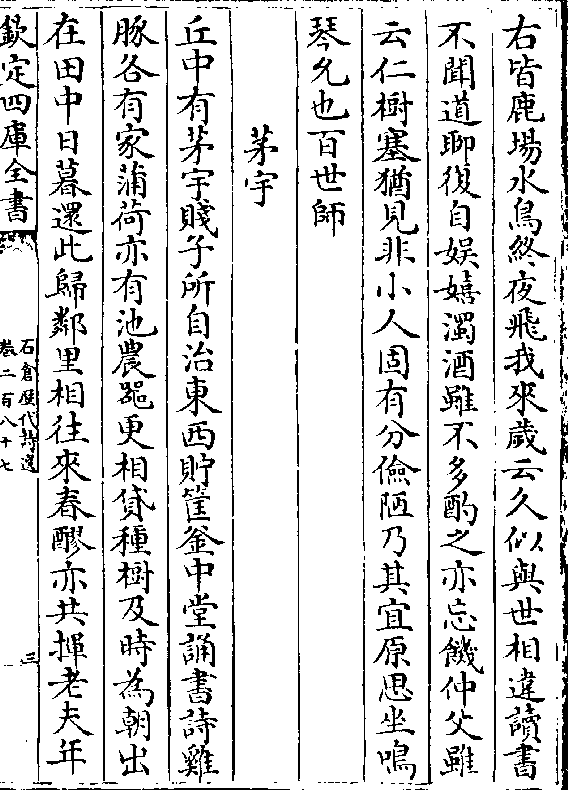 右皆鹿場水鳥終夜飛我來歲云久似與世相違讀書
不聞道聊復自娱嬉濁酒雖不多酌之亦忘饑仲父雖
云仁樹塞猶見非小人固有分儉陋乃其宜原思坐鳴
琴允也百世師
茅宇
丘中有茅宇賤子所自治東西貯筐釜中堂誦書詩雞
豚各有家蒲荷亦有池農噐更相貸種樹及時為朝出
在田中日暮還此歸鄰里相往來春醪亦共揮老夫年
欽定四庫全書
石倉歴代詩選
卷二百八十七
三